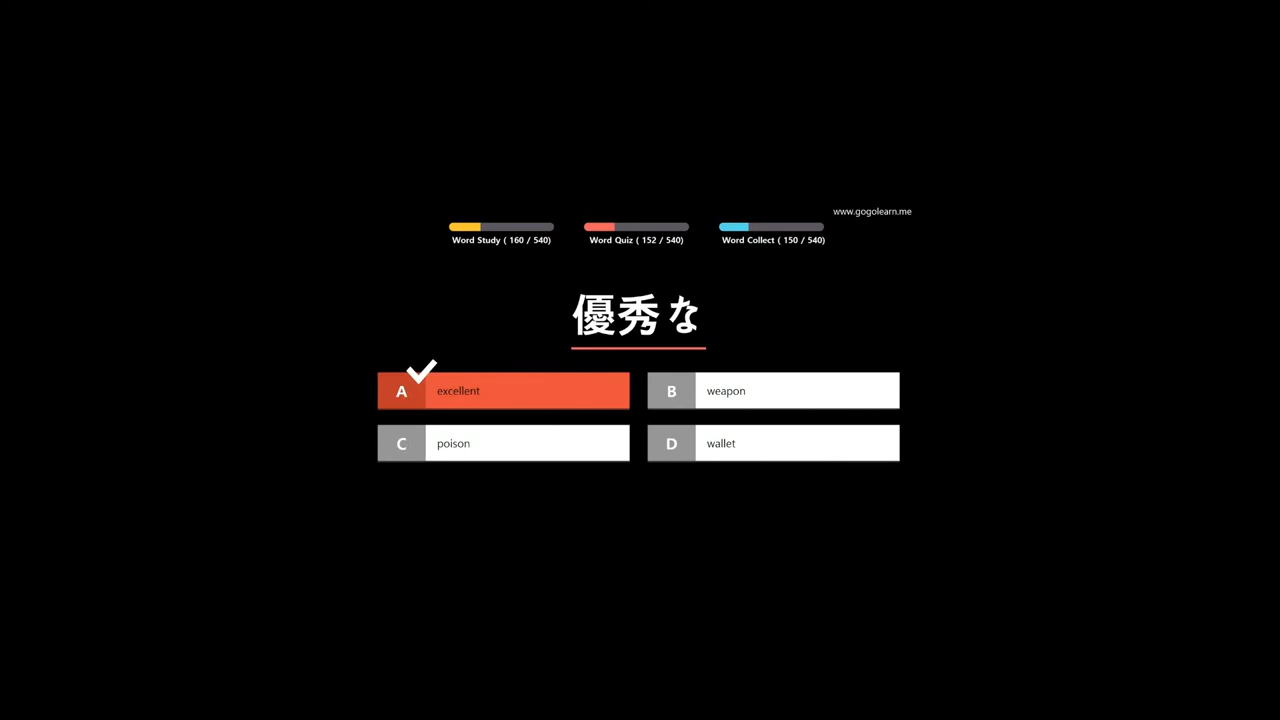 www.gogolearn.me
Word Study ( 160 / 540)
Word Quiz ( 152 / 540)
Word Collect ( 150 / 540)
優秀な
A excellent
B weapon
C poison
D wallet